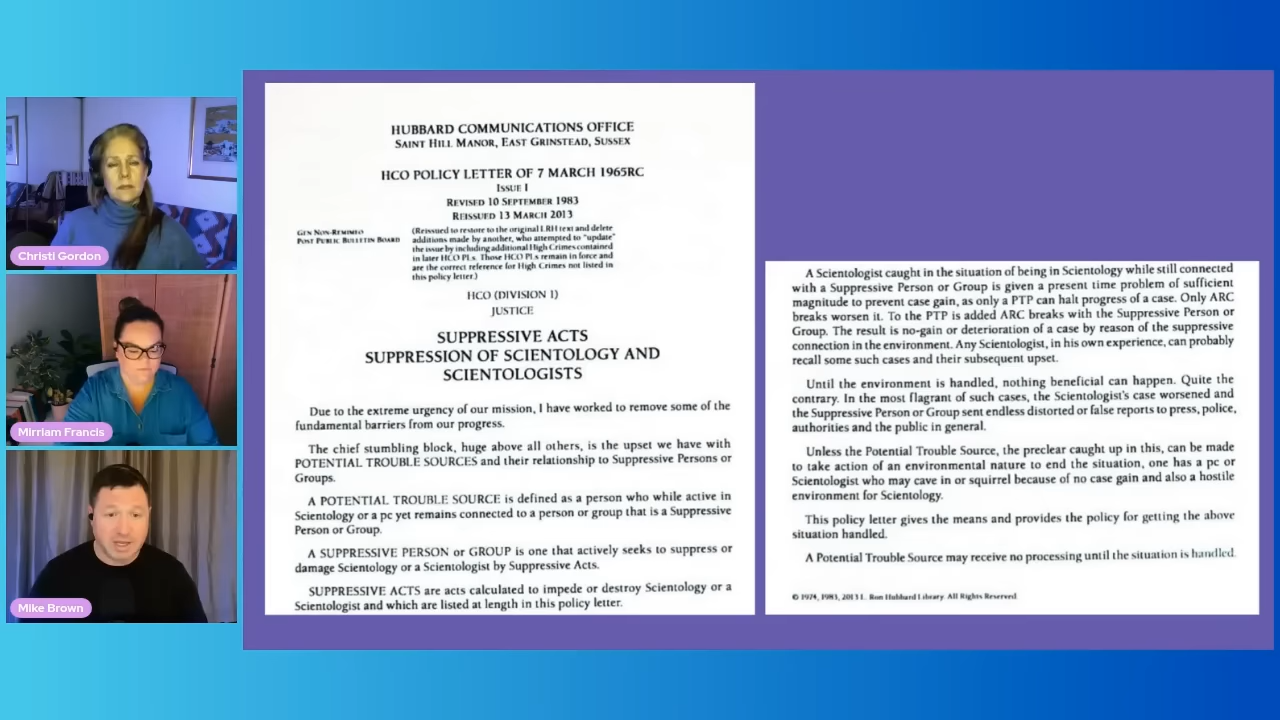 Christi Gordon
Mirriam Francis
Mike Brown
HUBBARD COMMUNICATIONS OFFICE
SAINT HILL MANOR, EAST GRINSTEAD, SUSSEX
HCO POLICY LETTER OF 7 MARCH 1965RC
ISSUE I
REVISED 10 SEPTEMBER 1983
REISSUED 13 MARCH 2013
GEN NON-REMIMEO
POST PUBLIC BULLETIN BOARD
(Reissued to restore to the original LRH text and delete
additions made by another, who attempted to "update"
the issue by including additional High Crimes contained
in later HCO PLs. Those HCO PLs remain in force and
are the correct reference for High Crimes not listed in
this policy letter.)
HCO (DIVISION 1)
JUSTICE
SUPPRESSIVE ACTS
SUPPRESSION OF SCIENTOLOGY AND
SCIENTOLOGISTS
Due to the extreme urgency of our mission, I have worked to remove some of the
fundamental barriers from our progress.
The chief stumbling block, huge above all others, is the upset we have with
POTENTIAL TROUBLE SOURCES and their relationship to Suppressive Persons or
Groups.
A POTENTIAL TROUBLE SOURCE is defined as a person who while active in
Scientology or a pc yet remains connected to a person or group that is a Suppressive
Person or Group.
A SUPPRESSIVE PERSON or GROUP is one that actively seeks to suppress or
damage Scientology or a Scientologist by Suppressive Acts.
SUPPRESSIVE ACTS are acts calculated to impede or destroy Scientology or a
Scientologist and which are listed at length in this policy letter.
A Scientologist caught in the situation of being in Scientology while still connected
with a Suppressive Person or Group is given a present time problem of sufficient
magnitude to prevent case gain, as only a PTP can halt progress of a case. Only ARC
breaks worsen it. To the PTP is added ARC breaks with the Suppressive Person or
Group. The result is no-gain or deterioration of a case by reason of the suppressive
connection in the environment. Any Scientologist, in his own experience, can probably
recall some such cases and their subsequent upset.
Until the environment is handled, nothing beneficial can happen. Quite the
contrary. In the most flagrant of such cases, the Scientologist's case worsened and
the Suppressive Person or Group sent endless distorted or false reports to press, police,
authorities and the public in general.
Unless the Potential Trouble Source, the preclear caught up in this, can be made
to take action of an environmental nature to end the situation, one has a pc or
Scientologist who may cave in or squirrel because of no case gain and also a hostile
environment for Scientology.
This policy letter gives the means and provides the policy for getting the above
situation handled.
A Potential Trouble Source may receive no processing until the situation is handled.
© 1974, 1983, 2013 L. Ron Hubbard Library. All Rights Reserved.